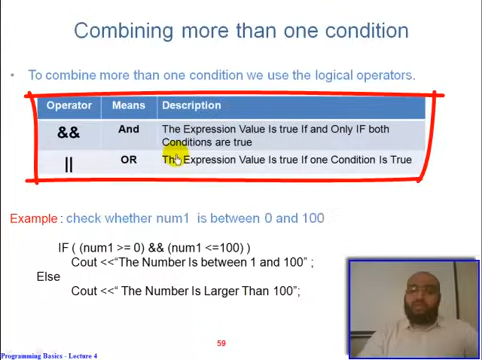 Combining more than one condition
• To combine more than one condition we use the logical operators.
Operator Means Description
&& And The Expression Value Is true If and Only IF both
Conditions are true
|| OR The Expression Value Is true If one Condition Is True
Example : check whether num1 is between 0 and 100
IF ( (num1 >= 0) && (num1 <=100) )
Cout <<"The Number Is between 1 and 100" ;
Else
Cout <<" The Number Is Larger Than 100";
59
Programming Basics - Lecture 4